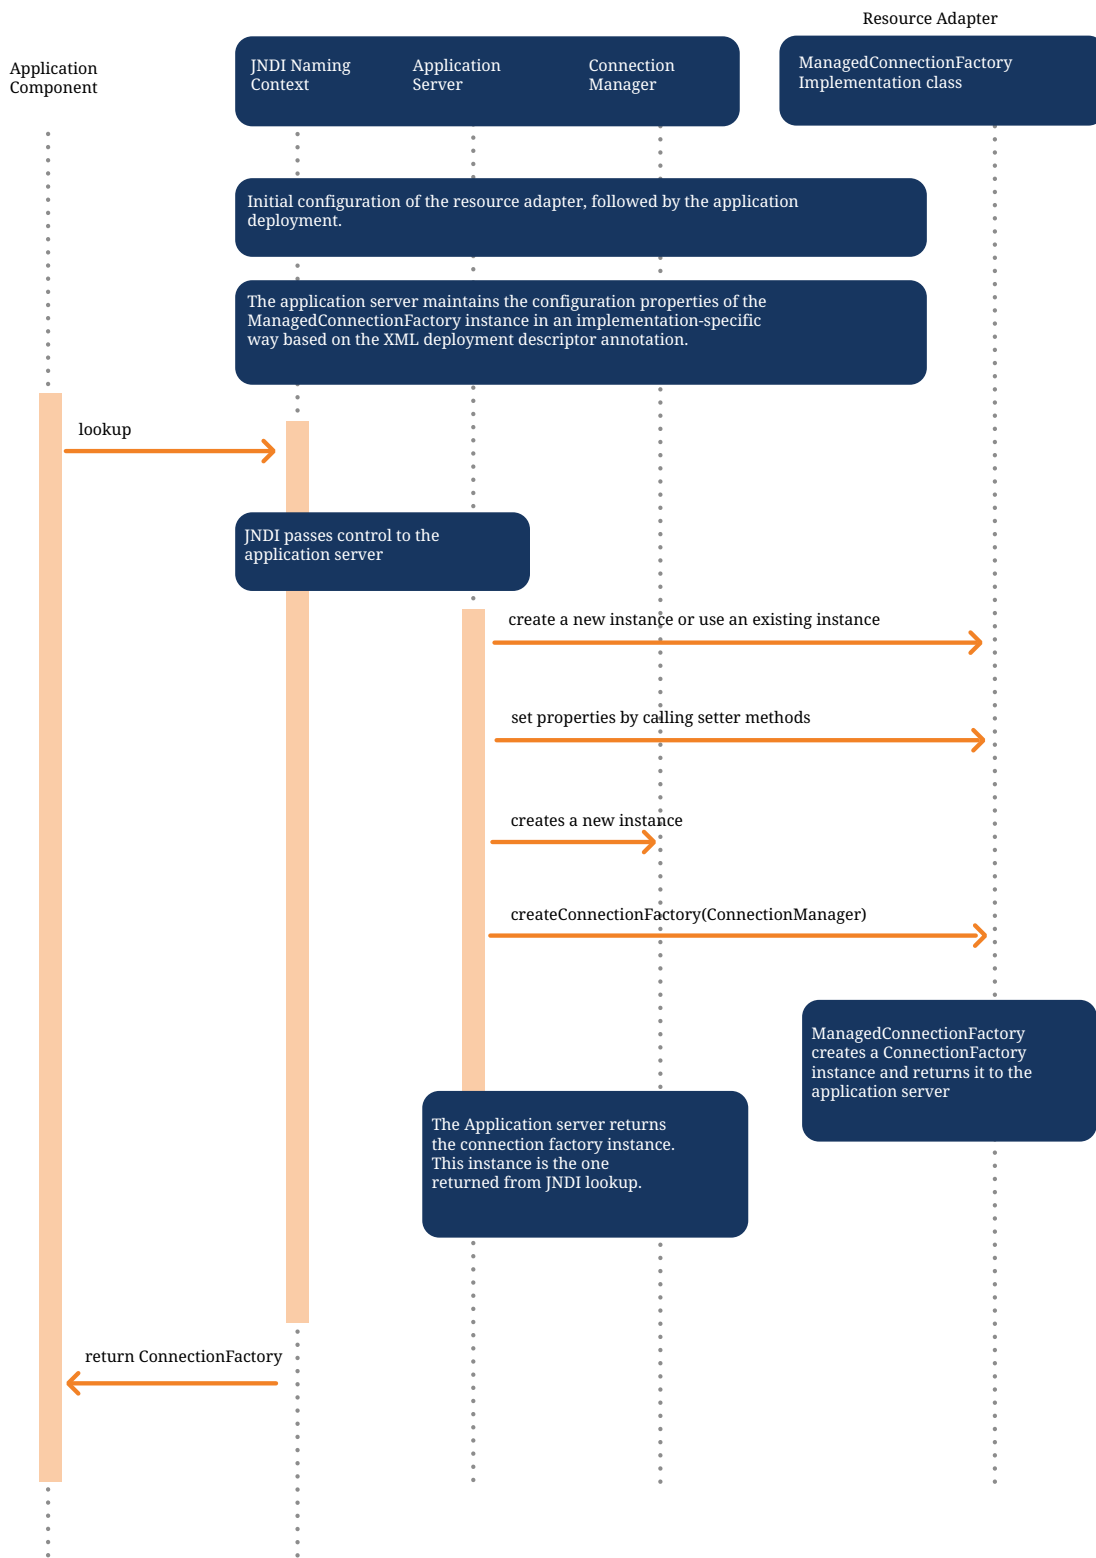 Resource Adapter
Application
Component
JNDI Naming
Context
Application
Server
Connection
Manager
ManagedConnectionFactory
Implementation class
Initial configuration of the resource adapter, followed by the application
deployment.
The application server maintains the configuration properties of the
ManagedConnectionFactory instance in an implementation-specific
way based on the XML deployment descriptor annotation.
lookup
JNDI passes control to the
application server
create a new instance or use an existing instance
set properties by calling setter methods
creates a new instance
createConnectionFactory(ConnectionManager)
ManagedConnectionFactory
creates a ConnectionFactory
instance and returns it to the
application server
The Application server returns
the connection factory instance.
This instance is the one
returned from JNDI lookup.
return ConnectionFactory